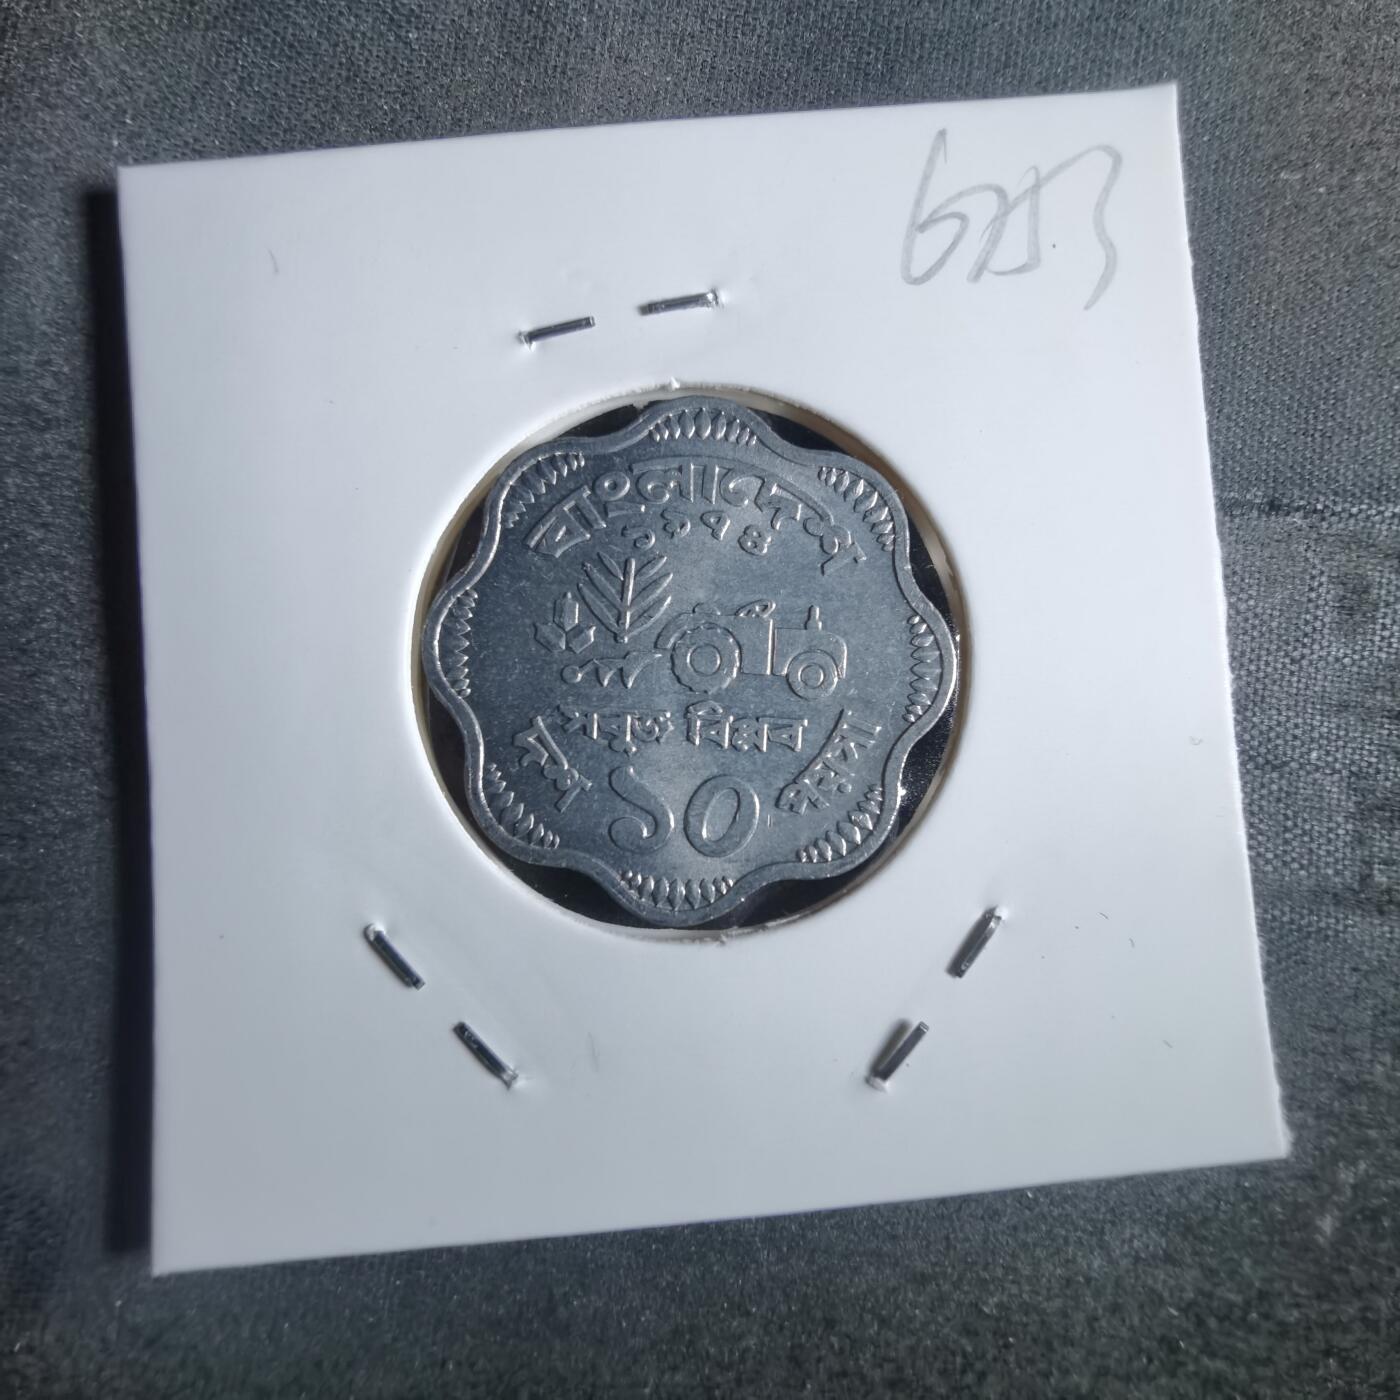 বাংলাদেশ
১৯৭৪
সবুজ বিপ্লব
দশ ১০ পয়সা